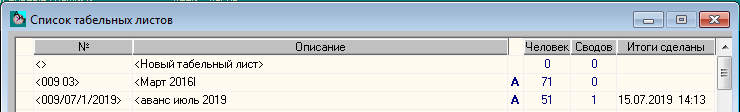 Список табельных листов
№ Описание Человек Сводов Итоги сделаны
<> <Новый табельный лист> 0 0
<009 03> <Март 2016I А 71 0
<009/07/1/2019> <аванс июль 2019 А 51 1 15.07.2019 14:13